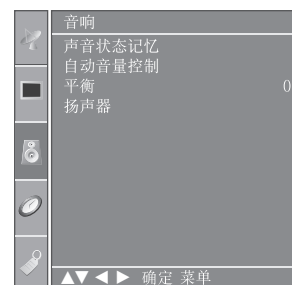 音响
声音状态记忆
自动音量控制
平衡 0
扬声器
▲▼◀▶ 确定 菜单